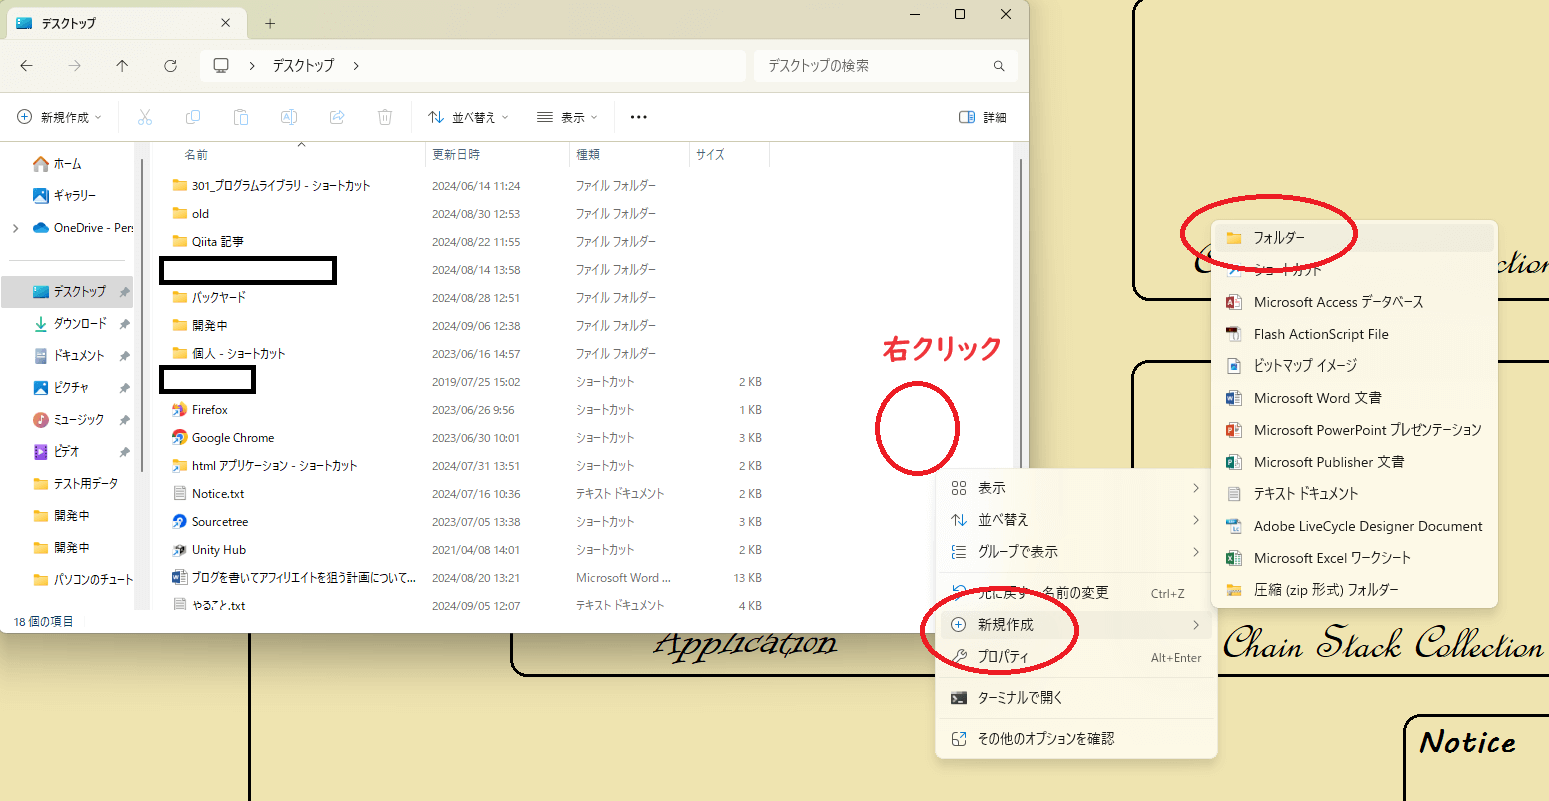 デスクトップ
デスクトップ
デスクトップの検索
新規作成
並べ替え
表示
詳細
ホーム
ギャラリー
OneDrive - Pers
デスクトップ
ダウンロード
ドキュメント
ピクチャ
ミュージック
ビデオ
テスト用データ
開発中
開発中
パソコンのチュート
名前 更新日時 種類 サイズ
301_プログラムライブラリ - ショートカット 2024/06/14 11:24 ファイル フォルダー
old 2024/08/30 12:53 ファイル フォルダー
Qiita 記事 2024/08/22 11:55 ファイル フォルダー
2024/08/14 13:58 ファイル フォルダー
バックヤード 2024/08/28 12:51 ファイル フォルダー
開発中 2024/09/06 12:38 ファイル フォルダー
個人 - ショートカット 2023/06/16 14:57 ファイル フォルダー
2019/07/25 15:02 ショートカット 2 KB
Firefox 2023/06/26 9:56 ショートカット 1 KB
Google Chrome 2023/06/30 10:01 ショートカット 3 KB
html アプリケーション - ショートカット 2024/07/31 13:51 ショートカット 2 KB
Notice.txt 2024/07/16 10:36 テキスト ドキュメント 2 KB
Sourcetree 2023/07/05 13:38 ショートカット 3 KB
Unity Hub 2021/04/08 14:01 ショートカット 2 KB
ブログを書いてアフィリエイトを狙う計画について... 2024/08/20 13:21 Microsoft Word ... 13 KB
やること.txt 2024/09/05 12:07 テキスト ドキュメント 4 KB
18 個の項目
右クリック
表示
並べ替え
グループで表示
元に戻す - 名前の変更 Ctrl+Z
新規作成
プロパティ Alt+Enter
ターミナルで開く
その他のオプションを確認
フォルダー
ショートカット
Microsoft Access データベース
Flash ActionScript File
ビットマップ イメージ
Microsoft Word 文書
Microsoft PowerPoint プレゼンテーション
Microsoft Publisher 文書
テキスト ドキュメント
Adobe LiveCycle Designer Document
Microsoft Excel ワークシート
圧縮 (zip 形式) フォルダー
Application
Chain Stack Collection
Notice